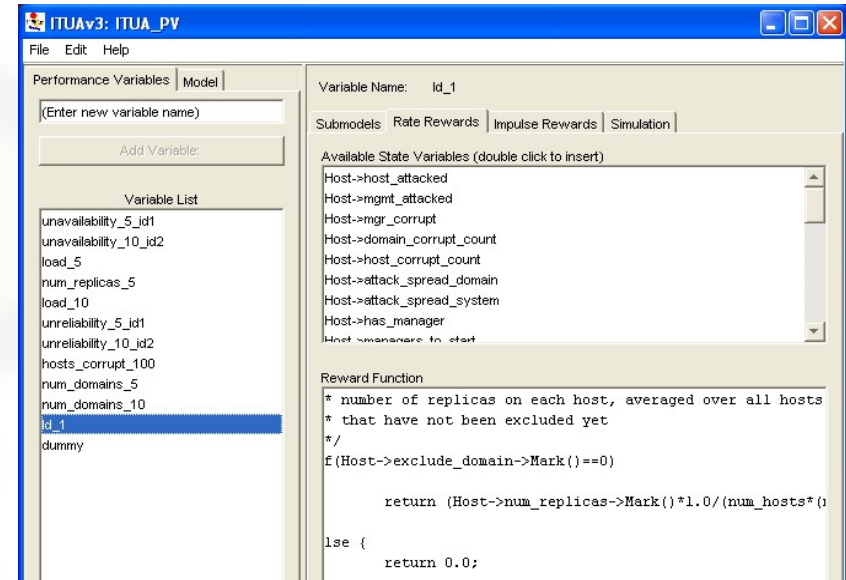 ITUAv3: ITUA_PV
File Edit Help
Performance Variables Model
(Enter new variable name)
Add Variable:
Variable List
unavailability_5_id1
unavailability_10_id2
load_5
num_replicas_5
load_10
unreliability_5_id1
unreliability_10_id2
hosts_corrupt_100
num_domains_5
num_domains_10
ld_1
dummy
Variable Name: ld_1
Submodels Rate Rewards Impulse Rewards Simulation
Available State Variables (double click to insert)
Host->host_attacked
Host->mgmt_attacked
Host->mgr_corrupt
Host->domain_corrupt_count
Host->host_corrupt_count
Host->attack_spread_domain
Host->attack_spread_system
Host->has_manager
Host->managers_to_start
Reward Function
* number of replicas on each host, averaged over all hosts
* that have not been excluded yet
*/
f(Host->exclude_domain->Mark()==0)
return (Host->num_replicas->Mark()*1.0/(num_hosts*(
lse {
return 0.0;